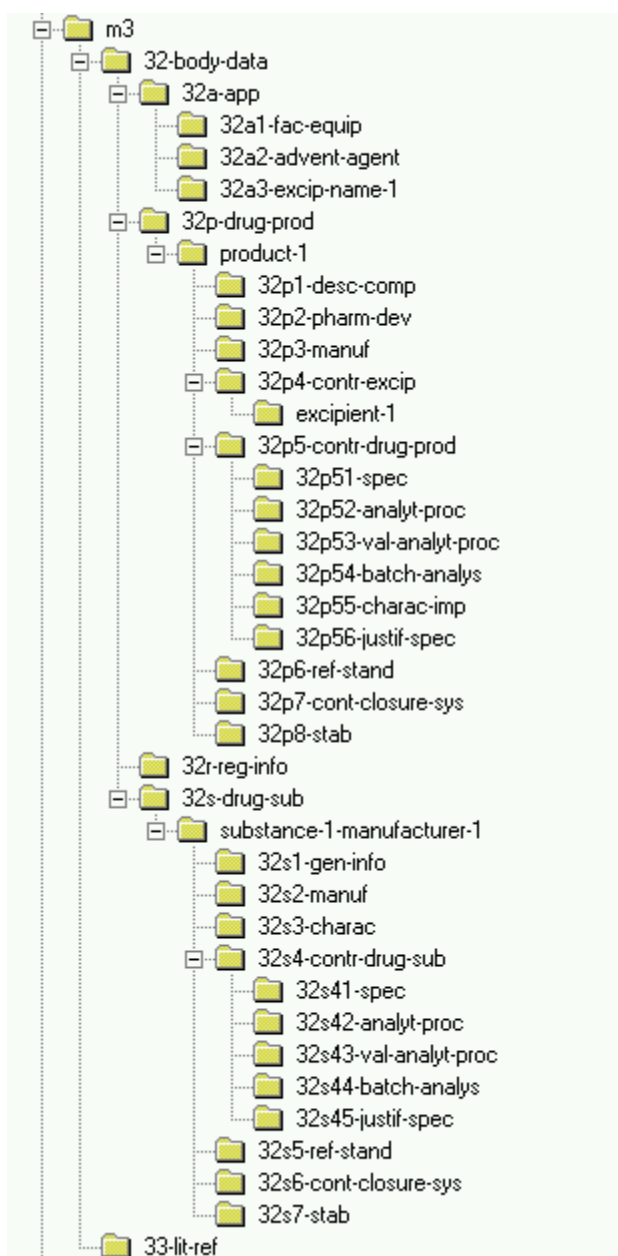 m3
32-body-data
32a-app
32a1-fac-equip
32a2-advent-agent
32a3-excip-name-1
32p-drug-prod
product-1
32p1-desc-comp
32p2-pharm-dev
32p3-manuf
32p4-contr-excip
excipient-1
32p5-contr-drug-prod
32p51-spec
32p52-analyt-proc
32p53-val-analyt-proc
32p54-batch-analys
32p55-charac-imp
32p56-justif-spec
32p6-ref-stand
32p7-cont-closure-sys
32p8-stab
32r-reg-info
32s-drug-sub
substance-1-manufacturer-1
32s1-gen-info
32s2-manuf
32s3-charac
32s4-contr-drug-sub
32s41-spec
32s42-analyt-proc
32s43-val-analyt-proc
32s44-batch-analys
32s45-justif-spec
32s5-ref-stand
32s6-cont-closure-sys
32s7-stab
33-lit-ref